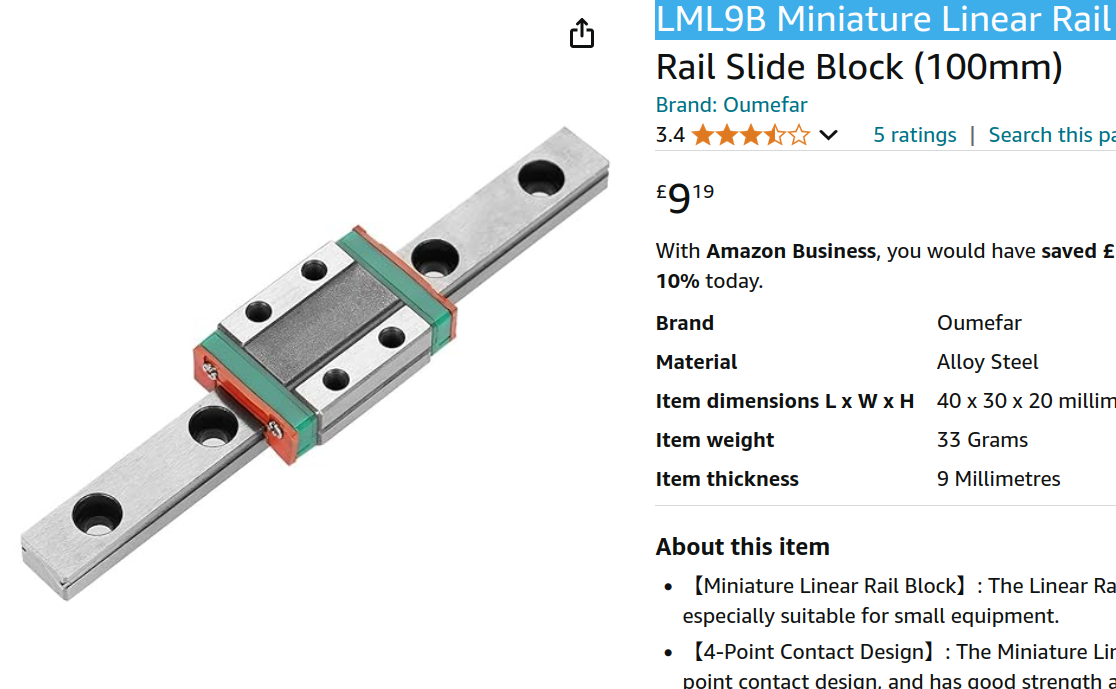 LML9B Miniature Linear Rail
Rail Slide Block (100mm)
Brand: Oumefar
3.4 5 ratings | Search this pa
£919
With Amazon Business, you would have saved £
10% today.
Brand Oumefar
Material Alloy Steel
Item dimensions L x W x H 40 x 30 x 20 millim
Item weight 33 Grams
Item thickness 9 Millimetres
About this item
• 【Miniature Linear Rail Block】: The Linear Ra
especially suitable for small equipment.
• 【4-Point Contact Design】: The Miniature Lin
point contact design, and has good strength a